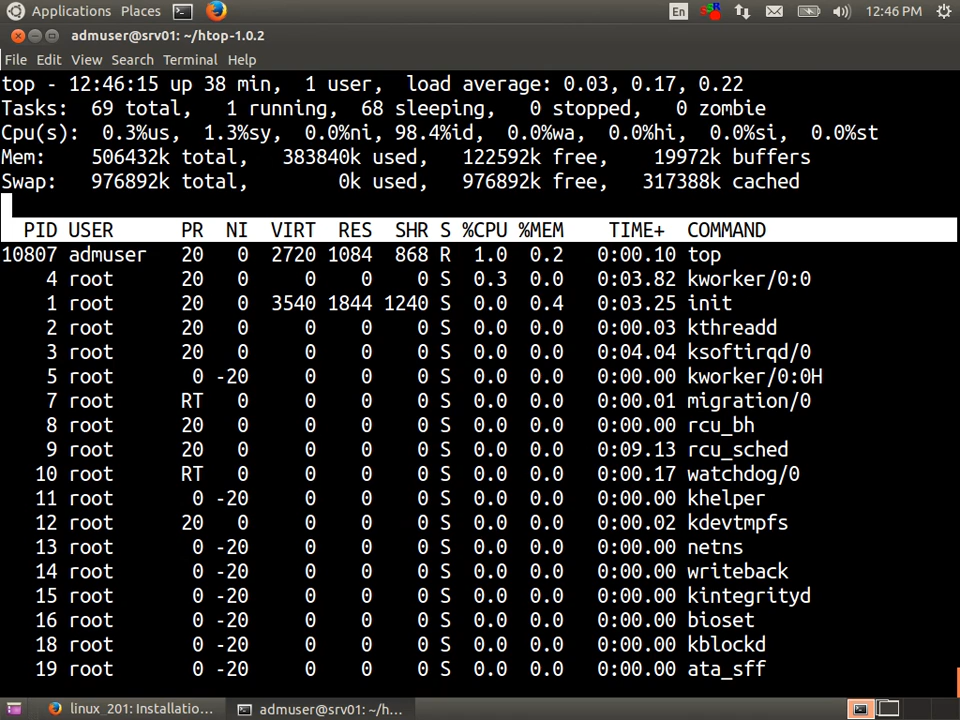 Applications Places En 12:46 PM
admuser@srv01: ~/htop-1.0.2
File Edit View Search Terminal Help
top - 12:46:15 up 38 min,  1 user,  load average: 0.03, 0.17, 0.22
Tasks:  69 total,   1 running,  68 sleeping,   0 stopped,   0 zombie
Cpu(s):  0.3%us,  1.3%sy,  0.0%ni, 98.4%id,  0.0%wa,  0.0%hi,  0.0%si,  0.0%st
Mem:    506432k total,   383840k used,   122592k free,    19972k buffers
Swap:   976892k total,        0k used,   976892k free,   317388k cached
PID USER      PR  NI  VIRT  RES  SHR S %CPU %MEM    TIME+  COMMAND
10807 admuser   20   0  2720 1084  868 R  1.0  0.2   0:00.10 top
4 root      20   0     0    0    0 S  0.3  0.0   0:03.82 kworker/0:0
1 root      20   0  3540 1844 1240 S  0.0  0.4   0:03.25 init
2 root      20   0     0    0    0 S  0.0  0.0   0:00.03 kthreadd
3 root      20   0     0    0    0 S  0.0  0.0   0:04.04 ksoftirqd/0
5 root       0 -20     0    0    0 S  0.0  0.0   0:00.00 kworker/0:0H
7 root      RT   0     0    0    0 S  0.0  0.0   0:00.01 migration/0
8 root      20   0     0    0    0 S  0.0  0.0   0:00.00 rcu_bh
9 root      20   0     0    0    0 S  0.0  0.0   0:09.13 rcu_sched
10 root      RT   0     0    0    0 S  0.0  0.0   0:00.17 watchdog/0
11 root       0 -20     0    0    0 S  0.0  0.0   0:00.00 khelper
12 root      20   0     0    0    0 S  0.0  0.0   0:00.02 kdevtmpfs
13 root       0 -20     0    0    0 S  0.0  0.0   0:00.00 netns
14 root       0 -20     0    0    0 S  0.0  0.0   0:00.00 writeback
15 root       0 -20     0    0    0 S  0.0  0.0   0:00.00 kintegrityd
16 root       0 -20     0    0    0 S  0.0  0.0   0:00.00 bioset
18 root       0 -20     0    0    0 S  0.0  0.0   0:00.00 kblockd
19 root       0 -20     0    0    0 S  0.0  0.0   0:00.00 ata_sff
linux_201: Installatio... admuser@srv01: ~/h...